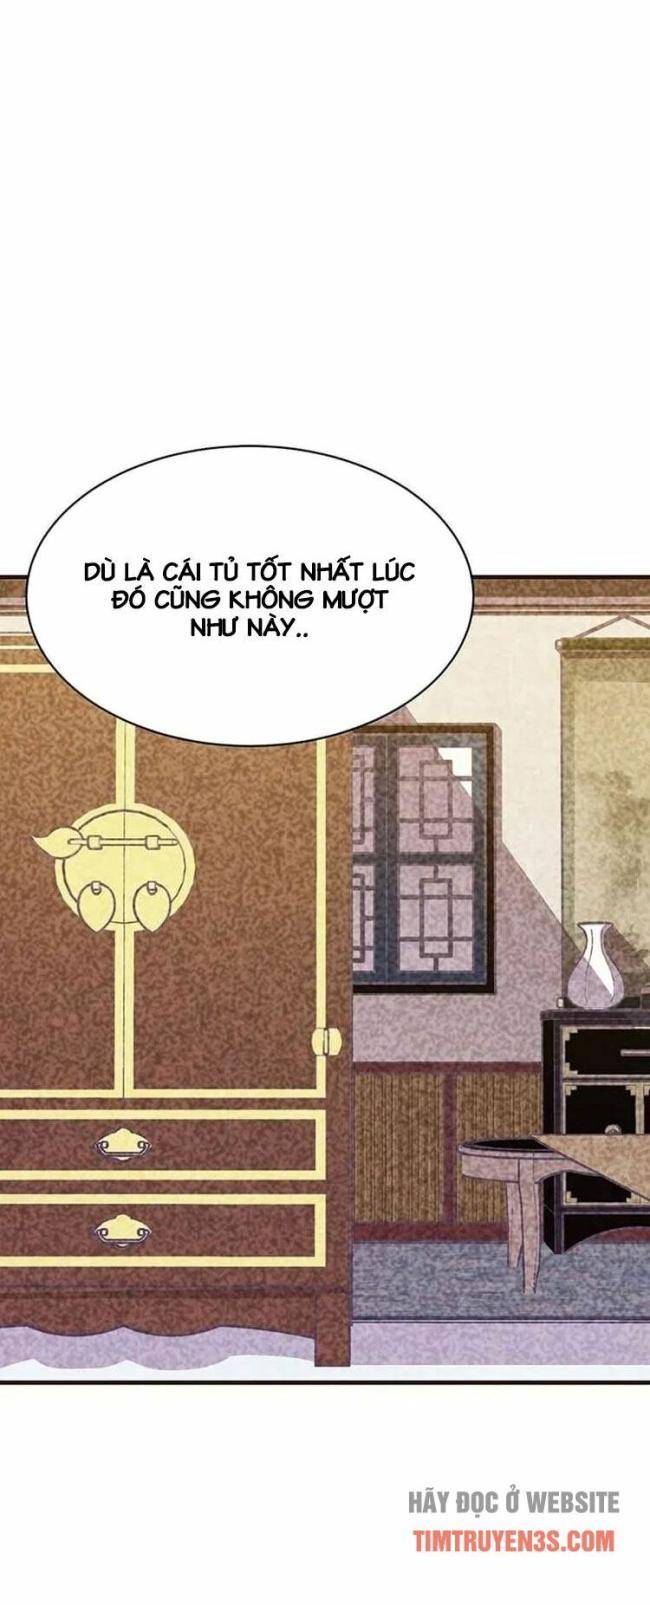 DÙ LÀ CÁI TỦ TỐT NHẤT LÚC
ĐÓ CŨNG KHÔNG MƯỢT
NHƯ NÀY..
HÃY ĐỌC Ở WEBSITE
TIMTRUYEN3S.COM